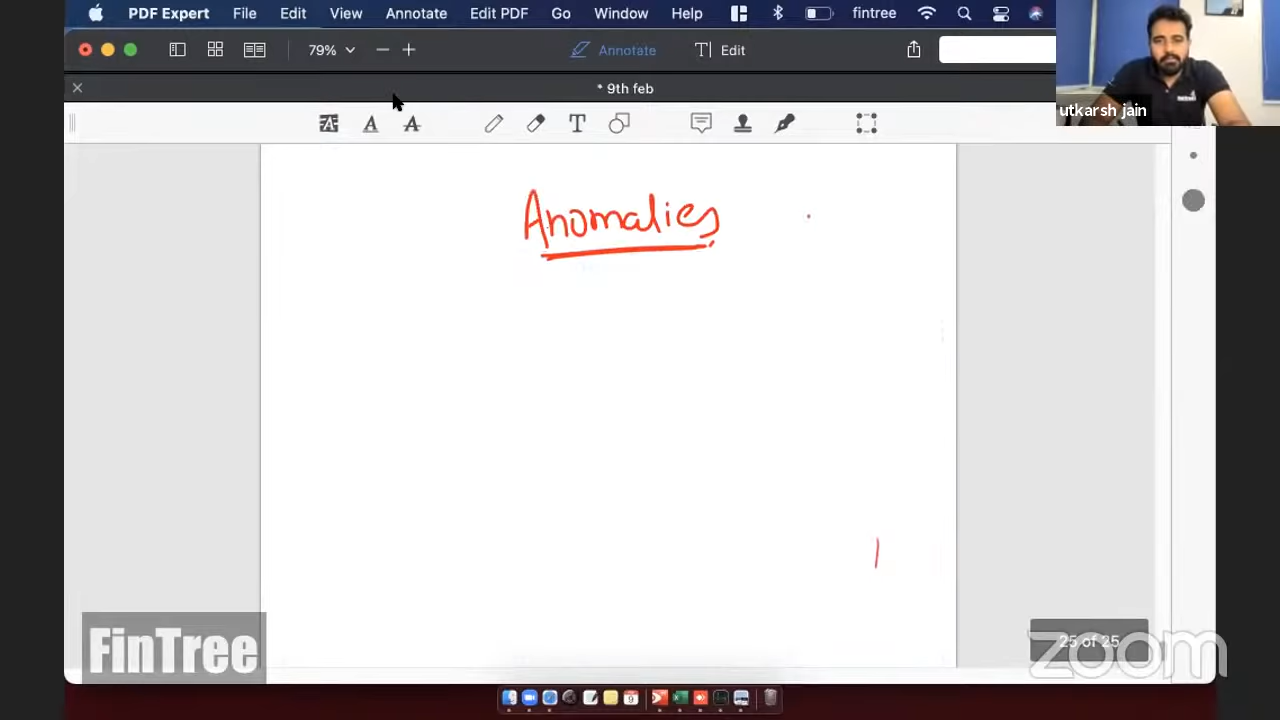 PDF Expert File Edit View Annotate Edit PDF Go Window Help fintree
79% Annotate T Edit
utkarsh jain
* 9th feb
A A A T
Anomalies
FinTree
25 of 25
zoom